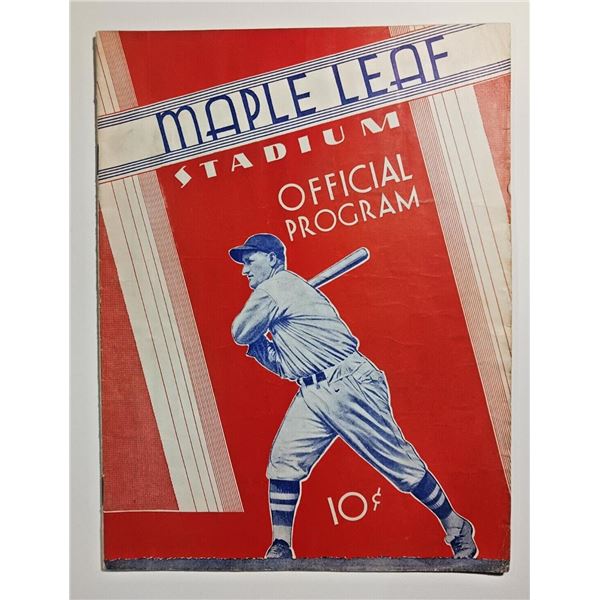 MAPLE LEAF
STADIUM
OFFICIAL
PROGRAM
10¢